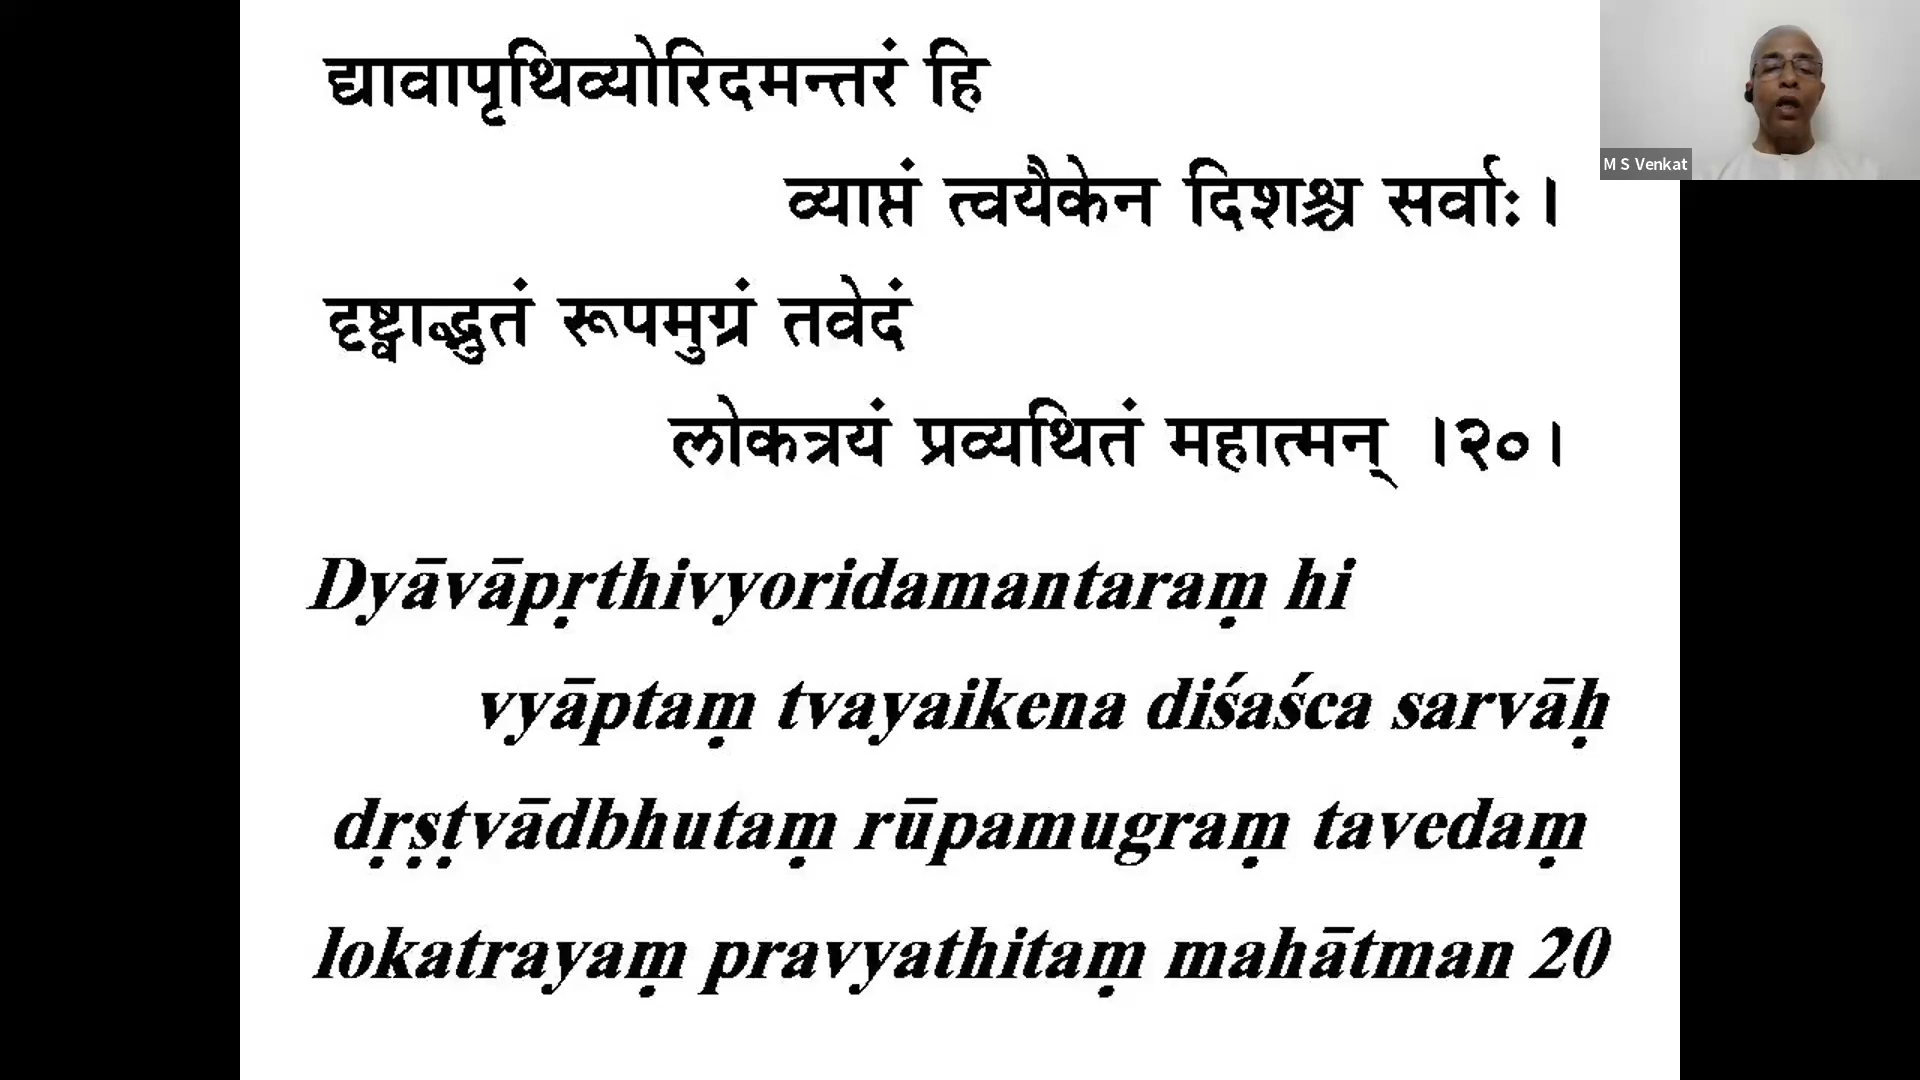 द्यावापृथिव्योरिदमन्तरं हि
व्याप्तं त्वयैकेन दिशश्च सर्वाः ।
दृष्ट्वाद्भुतं रूपमुग्रं तवेदं
लोकत्रयं प्रव्यथितं महात्मन् ।२०।
Dyāvāpṛthivyoridamantaraṃ hi
vyāptaṃ tvayaikena diśaśca sarvāḥ
dṛṣṭvādbhutaṃ rūpamugraṃ tavedaṃ
lokatrayaṃ pravyathitaṃ mahātman 20
M S Venkat